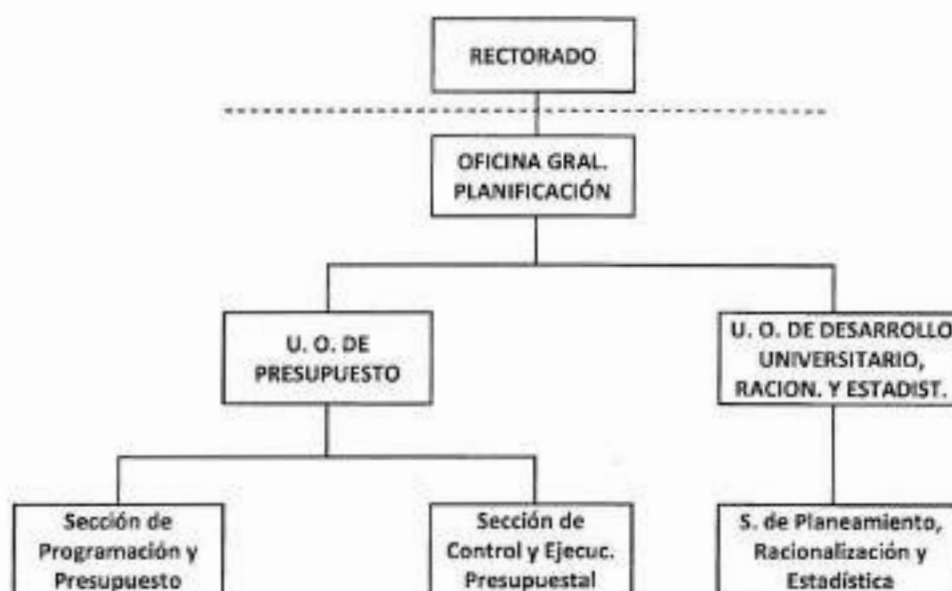 RECTORADO
OFICINA GRAL.
PLANIFICACIÓN
U. O. DE
PRESUPUESTO
U. O. DE DESARROLLO
UNIVERSITARIO,
RACION. Y ESTADIST.
Sección de
Programación y
Presupuesto
Sección de
Control y Ejecuc.
Presupuestal
S. de Planeamiento,
Racionalización y
Estadística